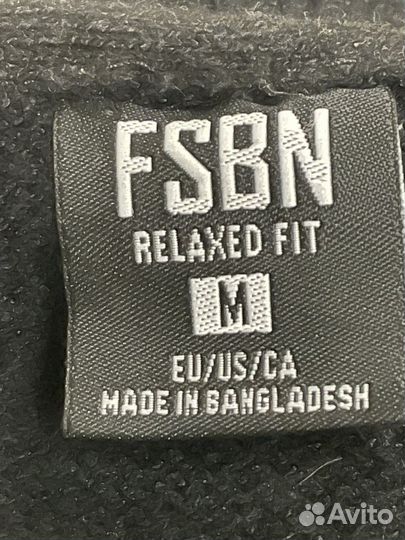 FSBN
RELAXED FIT
M
EU/US/CA
MADE IN BANGLADESH
Avito